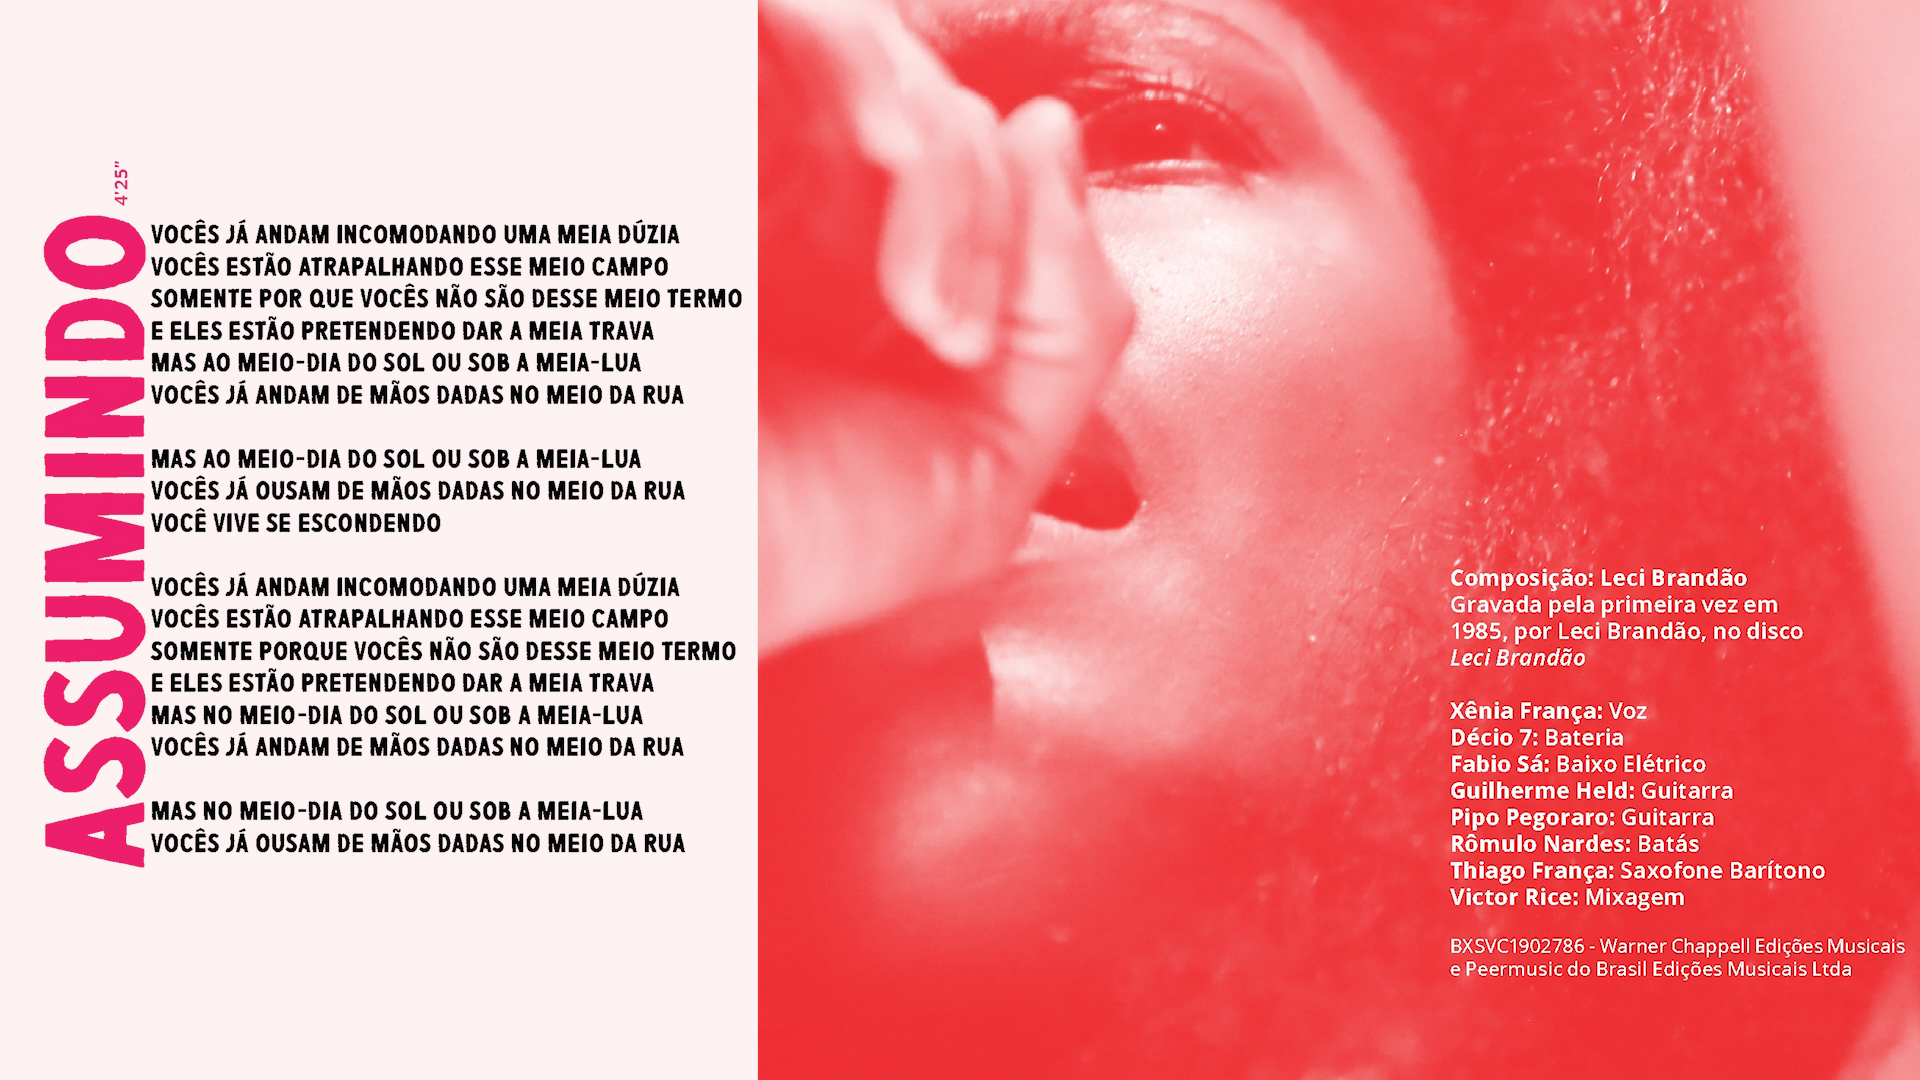 ASSUMINDO
4'25"
VOCÊS JÁ ANDAM INCOMODANDO UMA MEIA DÚZIA
VOCÊS ESTÃO ATRAPALHANDO ESSE MEIO CAMPO
SOMENTE POR QUE VOCÊS NÃO SÃO DESSE MEIO TERMO
E ELES ESTÃO PRETENDENDO DAR A MEIA TRAVA
MAS AO MEIO-DIA DO SOL OU SOB A MEIA-LUA
VOCÊS JÁ ANDAM DE MÃOS DADAS NO MEIO DA RUA
MAS AO MEIO-DIA DO SOL OU SOB A MEIA-LUA
VOCÊS JÁ OUSAM DE MÃOS DADAS NO MEIO DA RUA
VOCÊ VIVE SE ESCONDENDO
VOCÊS JÁ ANDAM INCOMODANDO UMA MEIA DÚZIA
VOCÊS ESTÃO ATRAPALHANDO ESSE MEIO CAMPO
SOMENTE PORQUE VOCÊS NÃO SÃO DESSE MEIO TERMO
E ELES ESTÃO PRETENDENDO DAR A MEIA TRAVA
MAS NO MEIO-DIA DO SOL OU SOB A MEIA-LUA
VOCÊS JÁ ANDAM DE MÃOS DADAS NO MEIO DA RUA
MAS NO MEIO-DIA DO SOL OU SOB A MEIA-LUA
VOCÊS JÁ OUSAM DE MÃOS DADAS NO MEIO DA RUA
Composição: Leci Brandão
Gravada pela primeira vez em
1985, por Leci Brandão, no disco
Leci Brandão
Xênia França: Voz
Décio 7: Bateria
Fabio Sá: Baixo Elétrico
Guilherme Held: Guitarra
Pipo Pegoraro: Guitarra
Rômulo Nardes: Batás
Thiago França: Saxofone Barítono
Victor Rice: Mixagem
BXSVC1902786 - Warner Chappell Edições Musicais
e Peermusic do Brasil Edições Musicais Ltda